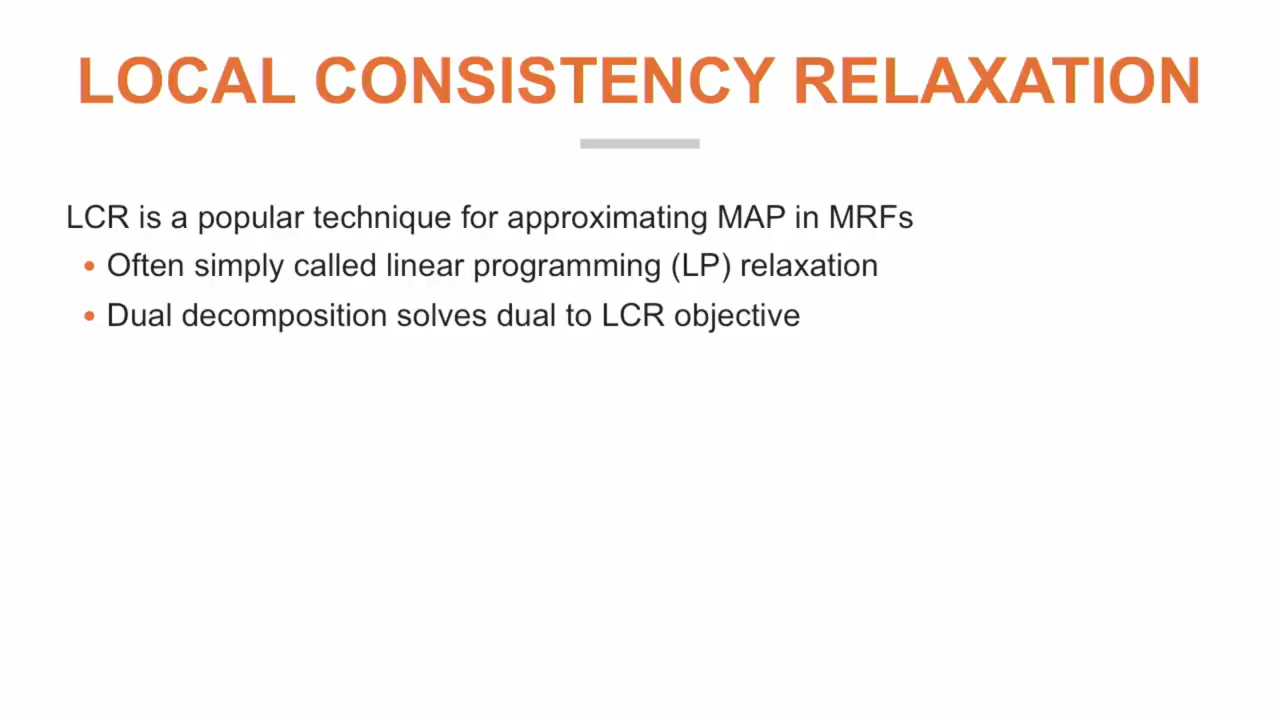 LOCAL CONSISTENCY RELAXATION
LCR is a popular technique for approximating MAP in MRFs
• Often simply called linear programming (LP) relaxation
• Dual decomposition solves dual to LCR objective